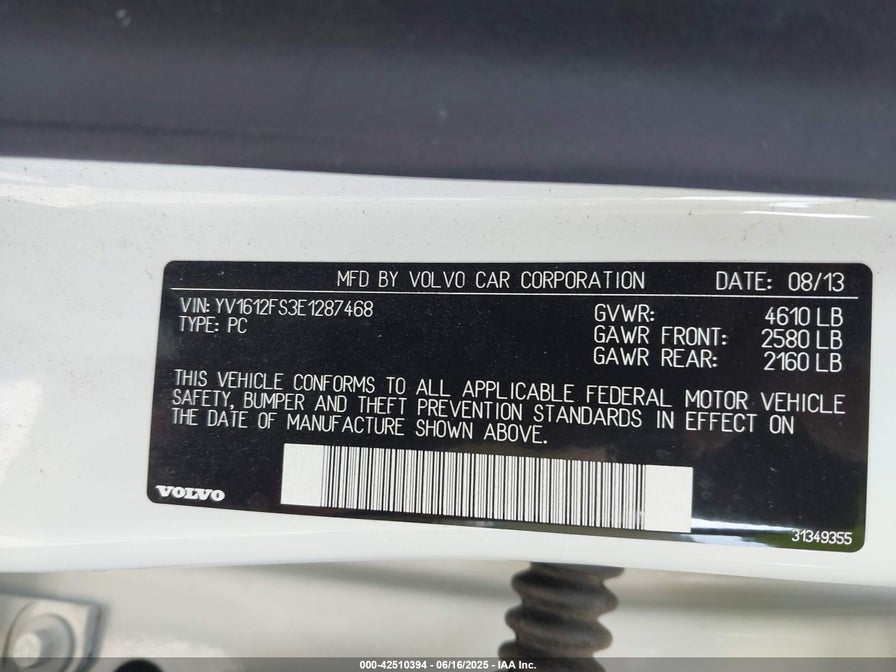 MFD BY VOLVO CAR CORPORATION DATE: 08/13
VIN: YV1612FS3E1287468 GVWR: 4610 LB
TYPE: PC GAWR FRONT: 2580 LB
GAWR REAR: 2160 LB
THIS VEHICLE CONFORMS TO ALL APPLICABLE FEDERAL MOTOR VEHICLE
SAFETY, BUMPER AND THEFT PREVENTION STANDARDS IN EFFECT ON
THE DATE OF MANUFACTURE SHOWN ABOVE.
VOLVO
31349355
000-42510394 - 06/16/2025 - IAA Inc.